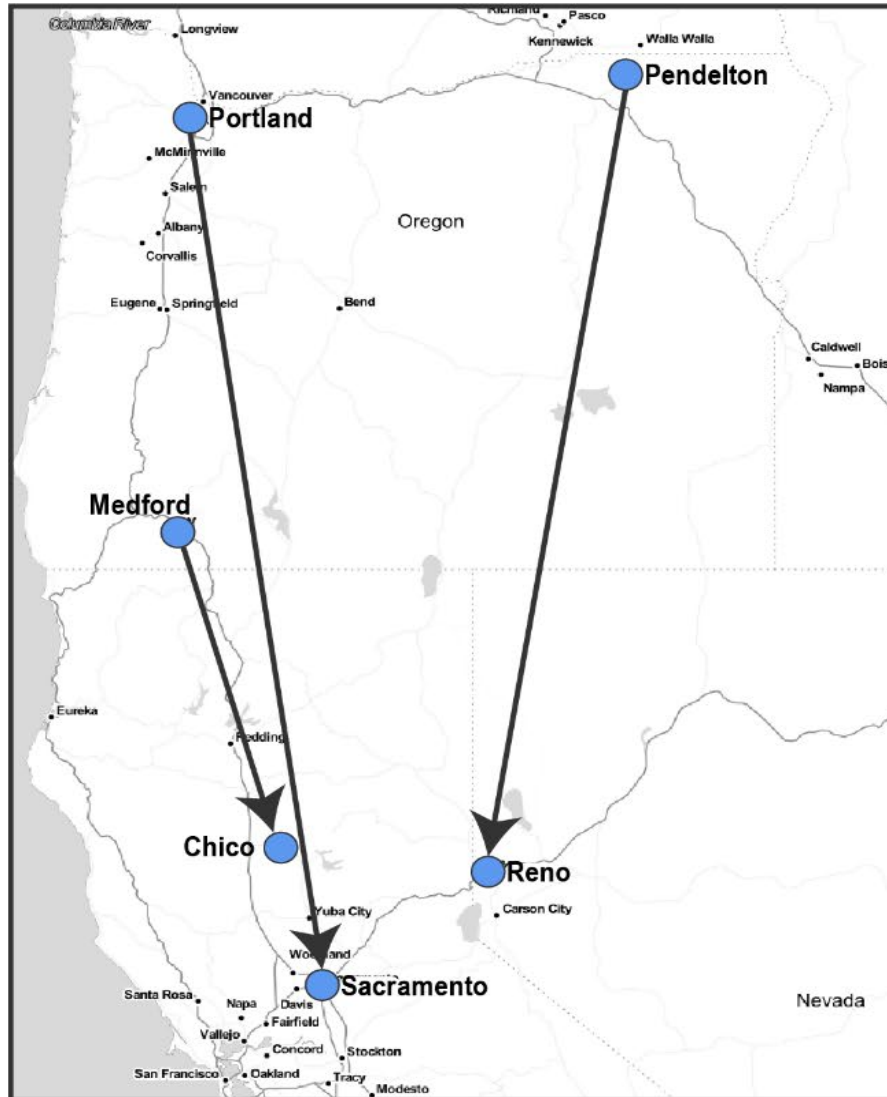 Columbia River
Longview
Richland
Pasco
Kennewick
Walla Walla
Pendelton
Vancouver
Portland
McMinnville
Salem
Oregon
Albany
Corvallis
Eugene
Springfield
Bend
Caldwell
Bois
Nampa
Medford
Eureka
Redding
Chico
Reno
Yuba City
Carson City
Woodland
Sacramento
Davis
Santa Rosa
Napa
Nevada
Fairfield
Vallejo
Concord
Stockton
San Francisco
Oakland
Tracy
Modesto